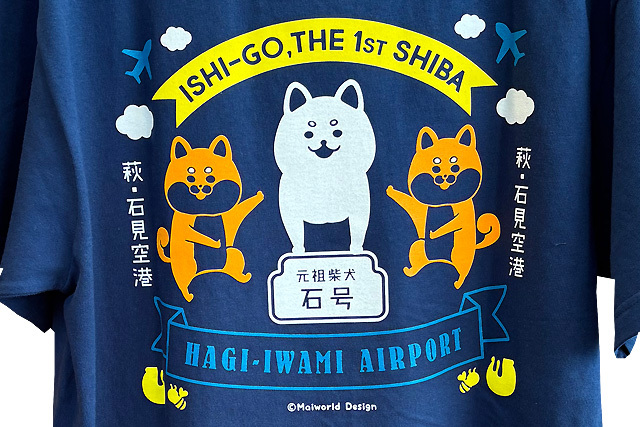 ISHI-GO, THE 1ST SHIBA
萩・石見空港
萩・石見空港
元祖柴犬
石号
HAGI-IWAMI AIRPORT
©Maiworld Design